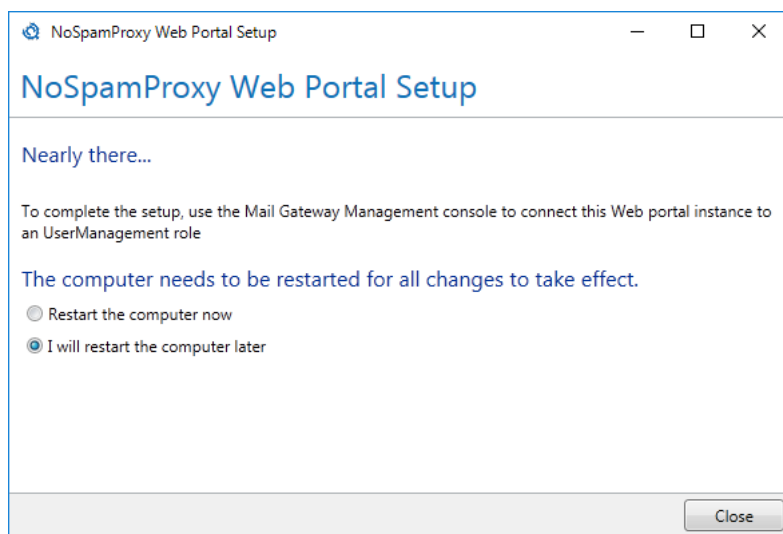 NoSpamProxy Web Portal Setup
NoSpamProxy Web Portal Setup
Nearly there...
To complete the setup, use the Mail Gateway Management console to connect this Web portal instance to
an UserManagement role
The computer needs to be restarted for all changes to take effect.
Restart the computer now
I will restart the computer later
Close